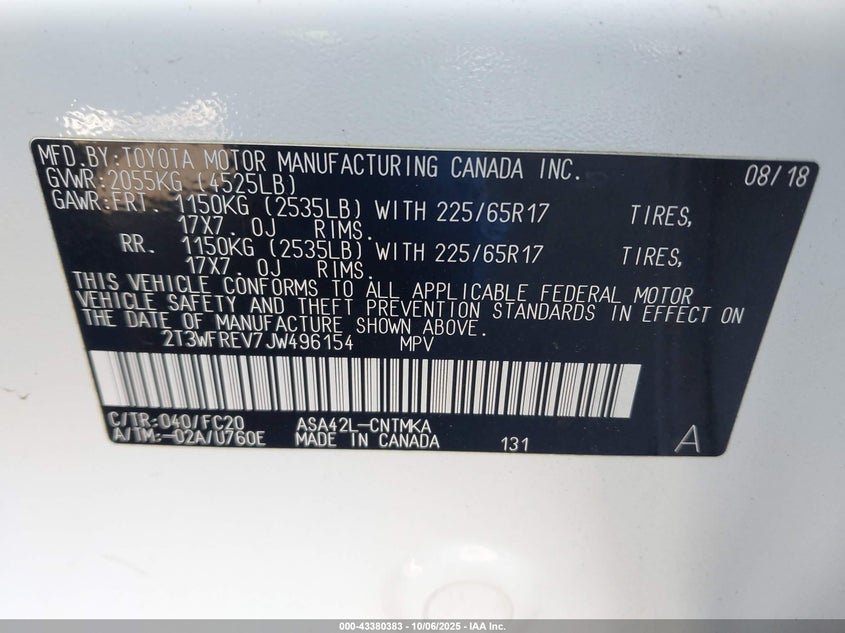 MFD.BY:TOYOTA MOTOR MANUFACTURING CANADA INC. 08/18
GVWR:2055KG (4525LB)
GAWR:FRT. 1150KG (2535LB) WITH 225/65R17 TIRES,
17X7. 0J RIMS.
RR. 1150KG (2535LB) WITH 225/65R17 TIRES,
17X7. 0J RIMS.
THIS VEHICLE CONFORMS TO ALL APPLICABLE FEDERAL MOTOR
VEHICLE SAFETY AND THEFT PREVENTION STANDARDS IN EFFECT ON
THE DATE OF MANUFACTURE SHOWN ABOVE.
2T3WFREV7JW496154 MPV
C/TR:040/FC20 ASA42L-CNTMKA
A/TM:-02A/U760E MADE IN CANADA 131 A
000-43380383 - 10/06/2025 - IAA Inc.